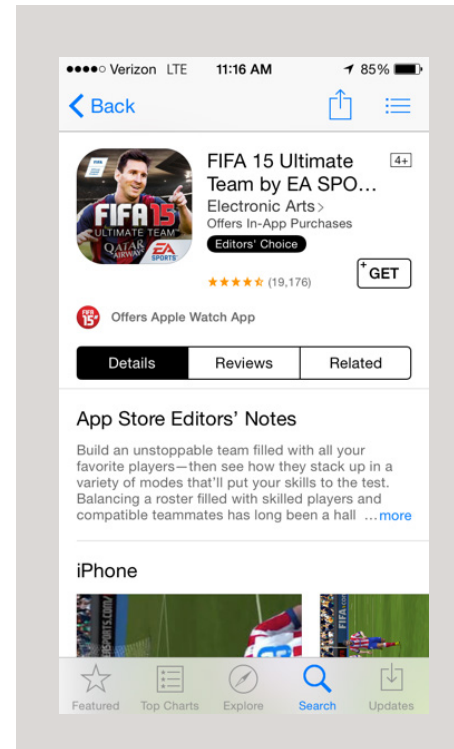 Verizon LTE 11:16 AM 85%
Back
FIFA 15 Ultimate 4+
Team by EA SPO...
Electronic Arts
Offers In-App Purchases
Editors' Choice
(19,176)
+ GET
FIFA
FIFA 15
ULTIMATE TEAM
QATAR
AIRWAYS
EA
SPORTS
FIFA
15
Offers Apple Watch App
Details Reviews Related
App Store Editors' Notes
Build an unstoppable team filled with all your
favorite players—then see how they stack up in a
variety of modes that'll put your skills to the test.
Balancing a roster filled with skilled players and
compatible teammates has long been a hall ...more
iPhone
FIFA
Featured Top Charts Explore Search Updates